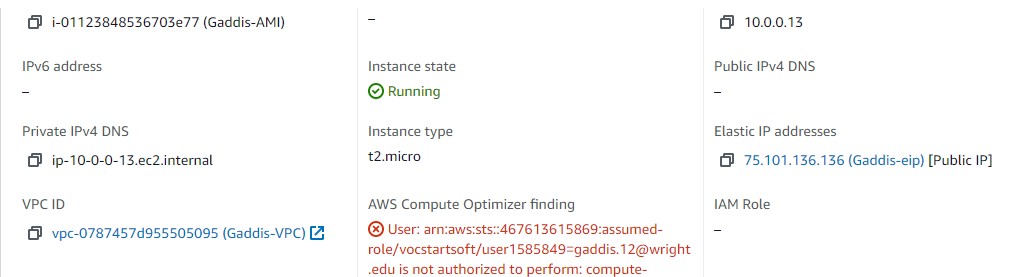 i-01123848536703e77 (Gaddis-AMI)
–
10.0.0.13
IPv6 address
–
Instance state
Running
Public IPv4 DNS
–
Private IPv4 DNS
ip-10-0-0-13.ec2.internal
Instance type
t2.micro
Elastic IP addresses
75.101.136.136 (Gaddis-eip) [Public IP]
VPC ID
vpc-0787457d955505095 (Gaddis-VPC)
AWS Compute Optimizer finding
User: arn:aws:sts::467613615869:assumed-
role/vocstartsoft/user1585849=gaddis.12@wright
.edu is not authorized to perform: compute-
IAM Role
–